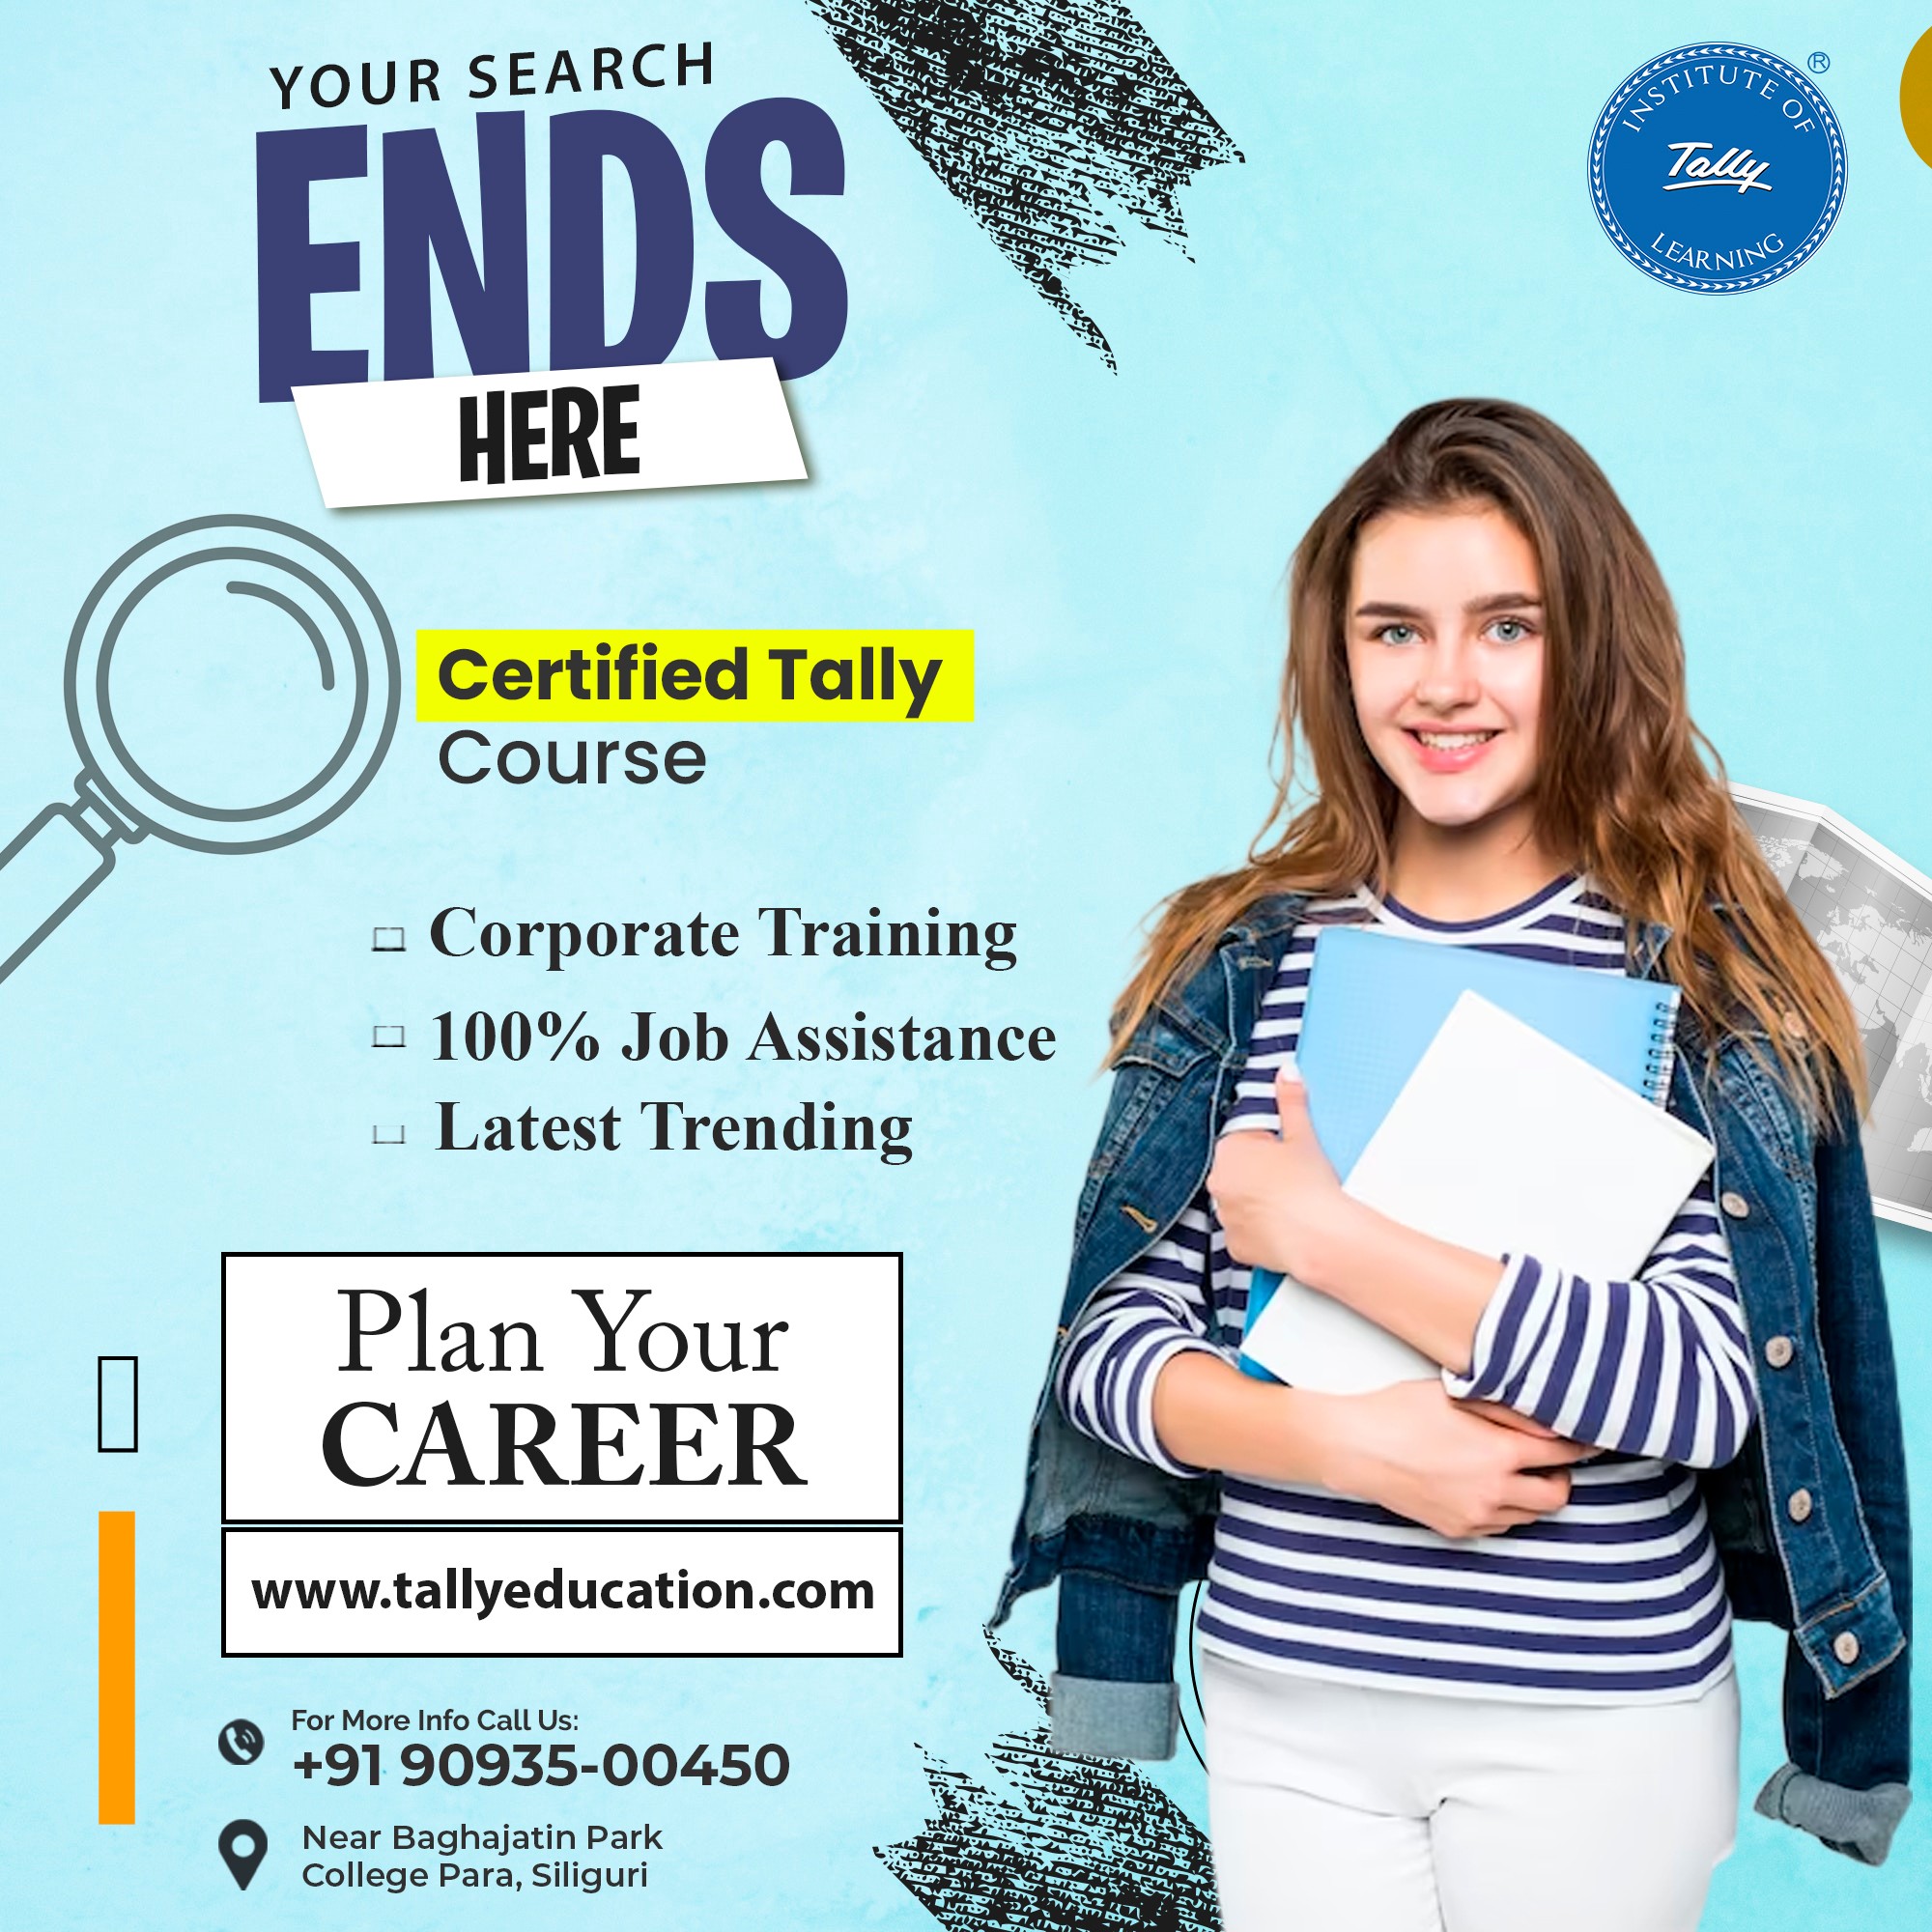 YOUR SEARCH
ENDS
HERE
INSTITUTE OF
Tally
LEARNING
®
Certified Tally
Course
Corporate Training
100% Job Assistance
Latest Trending
Plan Your
CAREER
www.tallyeducation.com
For More Info Call Us:
+91 90935-00450
Near Baghajatin Park
College Para, Siliguri